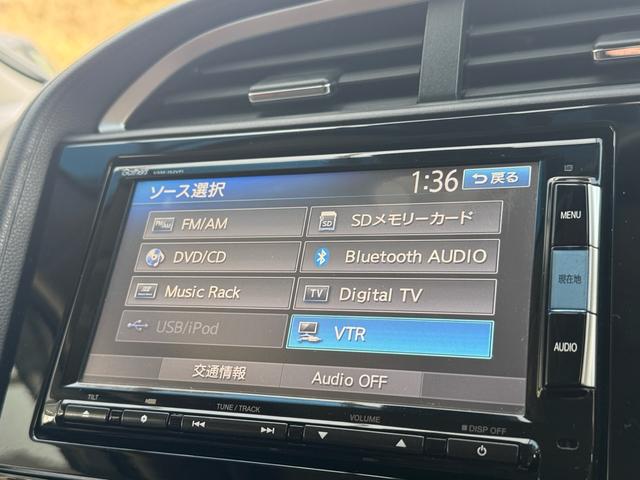 Gathers
ソース選択
1:36
戻る
FM/AM
SDメモリーカード
DVD/CD
Bluetooth AUDIO
Music Rack
TV Digital TV
USB/iPod
VTR
交通情報
Audio OFF
MENU
現在地
AUDIO
TILT
TUNE / TRACK
VOLUME
DISP OFF